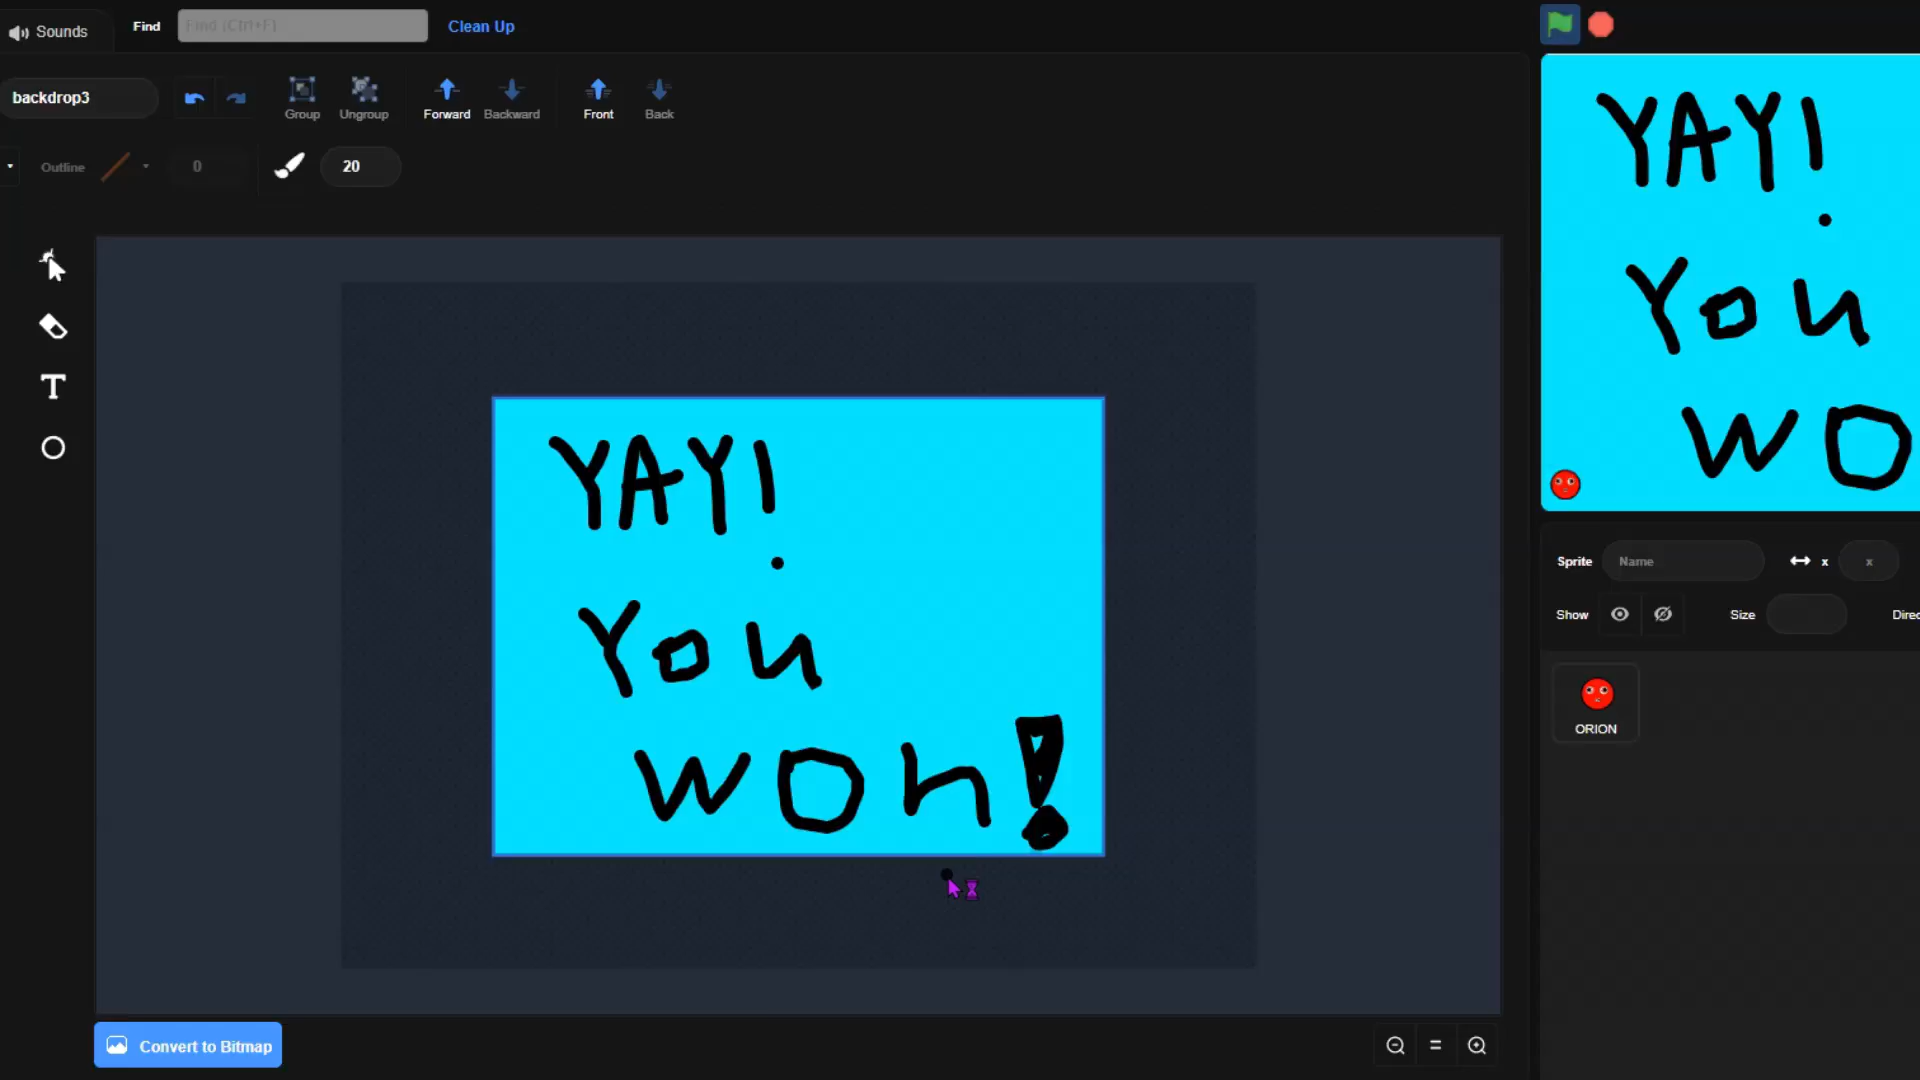 Sounds
Find
Find (Ctrl+F)
Clean Up
backdrop3
Group
Ungroup
Forward
Backward
Front
Back
Outline
0
20
T
YAY!
You
won!
Convert to Bitmap
YAY!
You
wo
Sprite
Name
x
x
Show
Size
Direc
ORION